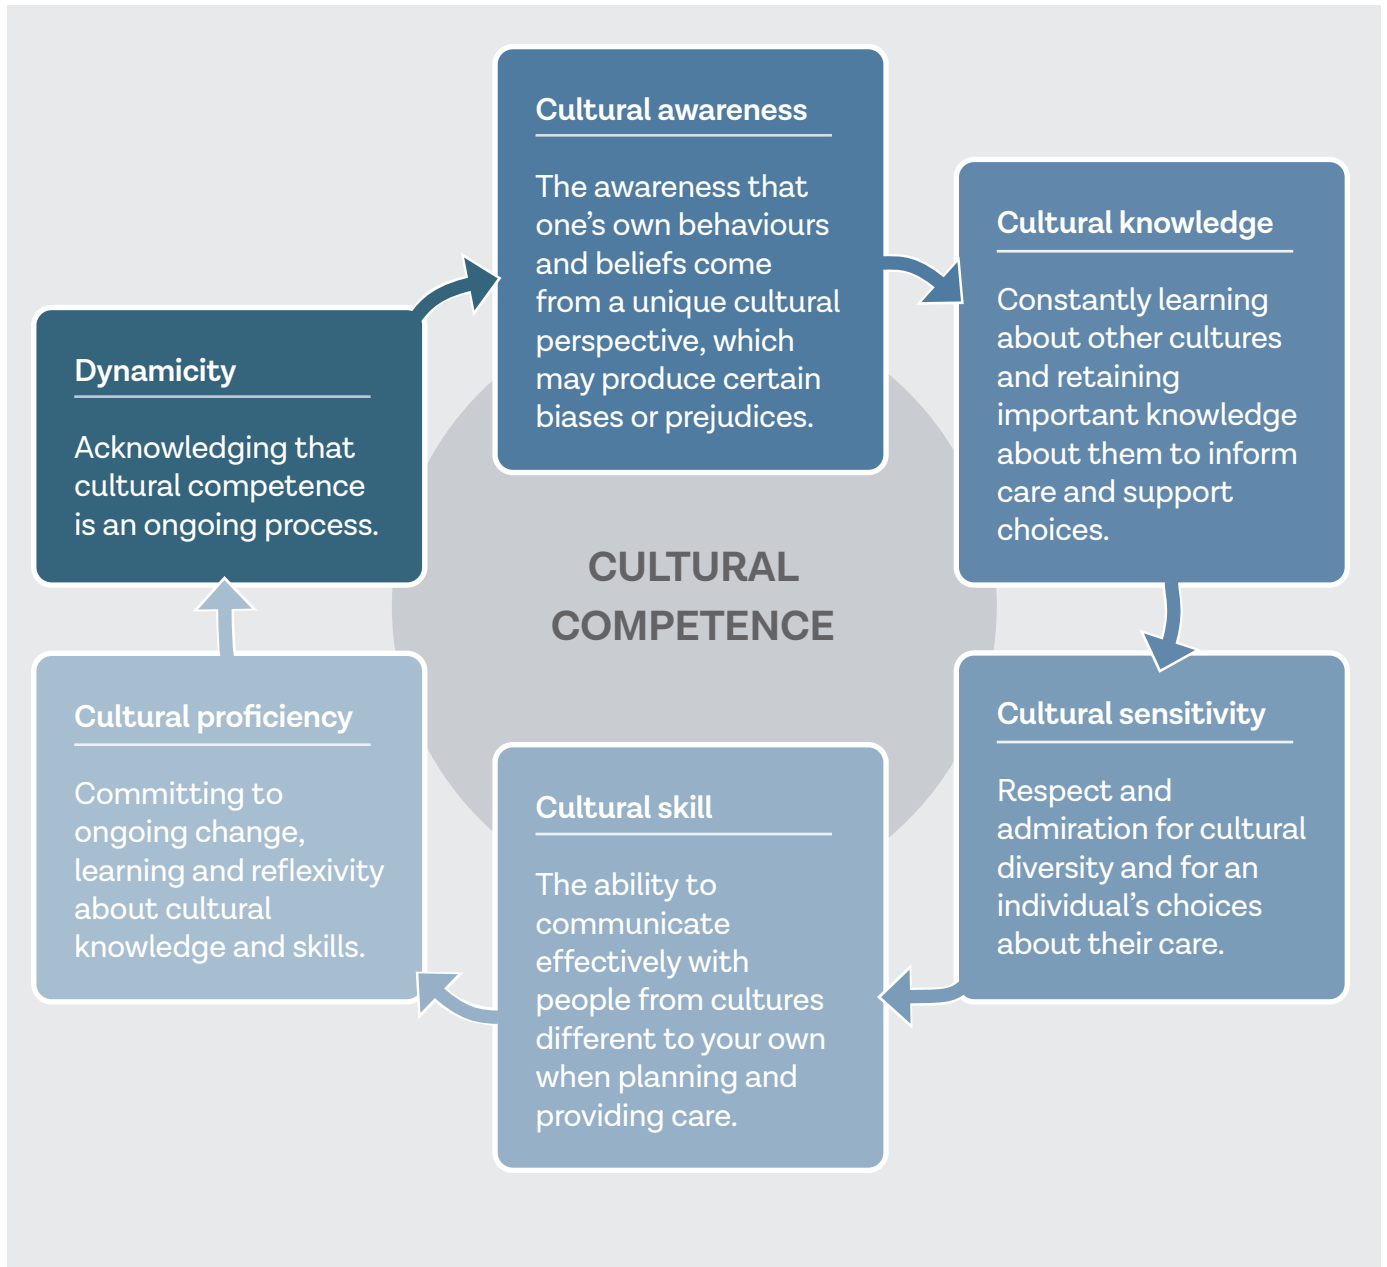 Cultural awareness
The awareness that
one's own behaviours
and beliefs come
from a unique cultural
perspective, which
may produce certain
biases or prejudices.
Cultural knowledge
Constantly learning
about other cultures
and retaining
important knowledge
about them to inform
care and support
choices.
Cultural sensitivity
Respect and
admiration for cultural
diversity and for an
individual's choices
about their care.
Cultural skill
The ability to
communicate
effectively with
people from cultures
different to your own
when planning and
providing care.
Cultural proficiency
Committing to
ongoing change,
learning and reflexivity
about cultural
knowledge and skills.
Dynamicity
Acknowledging that
cultural competence
is an ongoing process.
CULTURAL
COMPETENCE